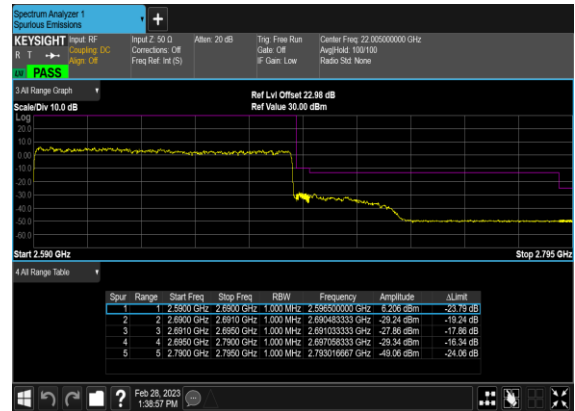 Spectrum Analyzer 1
Spurious Emissions
+
KEYSIGHT Input: RF Input Z: 50 Ω Atten: 20 dB Trig: Free Run Center Freq: 22.005000000 GHz
R T Coupling: DC Corrections: Off Gate: Off Avg|Hold: 100/100
Align: Off Freq Ref: Int (S) IF Gain: Low Radio Std: None
PASS
3 All Range Graph
Ref Lvl Offset 22.98 dB
Scale/Div 10.0 dB Ref Value 30.00 dBm
Log
20.0
10.0
0.00
-10.0
-20.0
-30.0
-40.0
-50.0
-60.0
Start 2.590 GHz Stop 2.795 GHz
4 All Range Table
Spur Range Start Freq Stop Freq RBW Frequency Amplitude ΔLimit
1 1 2.5900 GHz 2.6900 GHz 1.000 MHz 2.596500000 GHz 6.206 dBm -23.79 dB
2 2 2.6900 GHz 2.6910 GHz 1.000 MHz 2.690483333 GHz -29.24 dBm -19.24 dB
3 3 2.6910 GHz 2.6950 GHz 1.000 MHz 2.691033333 GHz -27.86 dBm -17.86 dB
4 4 2.6950 GHz 2.7900 GHz 1.000 MHz 2.697058333 GHz -29.34 dBm -16.34 dB
5 5 2.7900 GHz 2.7950 GHz 1.000 MHz 2.793016667 GHz -49.06 dBm -24.06 dB
? Feb 28, 2023
1:38:57 PM